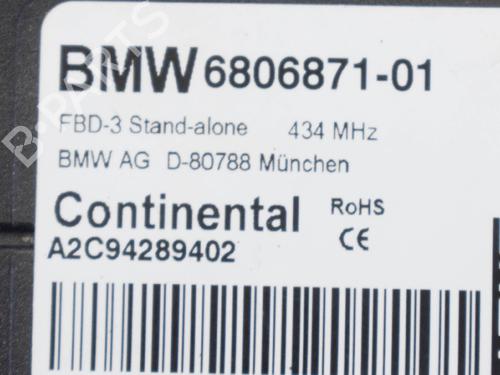 BMW 6806871-01
FBD-3 Stand-alone 434 MHz
BMW AG D-80788 München
Continental RoHS
A2C94289402 CE
B-PARTS